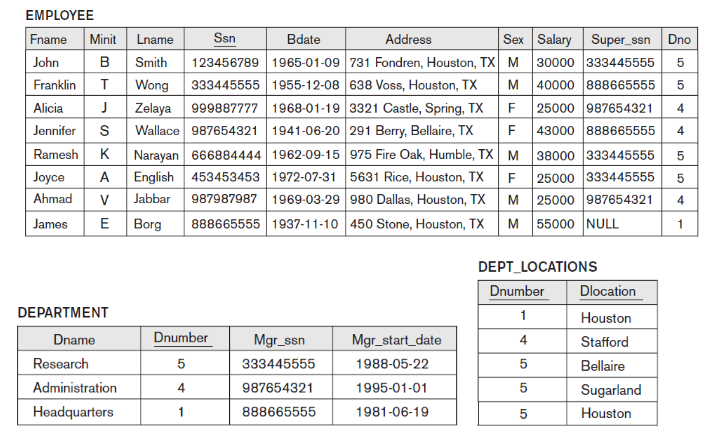 EMPLOYEE
Fname Minit Lname Ssn Bdate Address Sex Salary Super_ssn Dno
John B Smith 123456789 1965-01-09 731 Fondren, Houston, TX M 30000 333445555 5
Franklin T Wong 333445555 1955-12-08 638 Voss, Houston, TX M 40000 888665555 5
Alicia J Zelaya 999887777 1968-01-19 3321 Castle, Spring, TX F 25000 987654321 4
Jennifer S Wallace 987654321 1941-06-20 291 Berry, Bellaire, TX F 43000 888665555 4
Ramesh K Narayan 666884444 1962-09-15 975 Fire Oak, Humble, TX M 38000 333445555 5
Joyce A English 453453453 1972-07-31 5631 Rice, Houston, TX F 25000 333445555 5
Ahmad V Jabbar 987987987 1969-03-29 980 Dallas, Houston, TX M 25000 987654321 4
James E Borg 888665555 1937-11-10 450 Stone, Houston, TX M 55000 NULL 1
DEPARTMENT
Dname Dnumber Mgr_ssn Mgr_start_date
Research 5 333445555 1988-05-22
Administration 4 987654321 1995-01-01
Headquarters 1 888665555 1981-06-19
DEPT_LOCATIONS
Dnumber Dlocation
1 Houston
4 Stafford
5 Bellaire
5 Sugarland
5 Houston